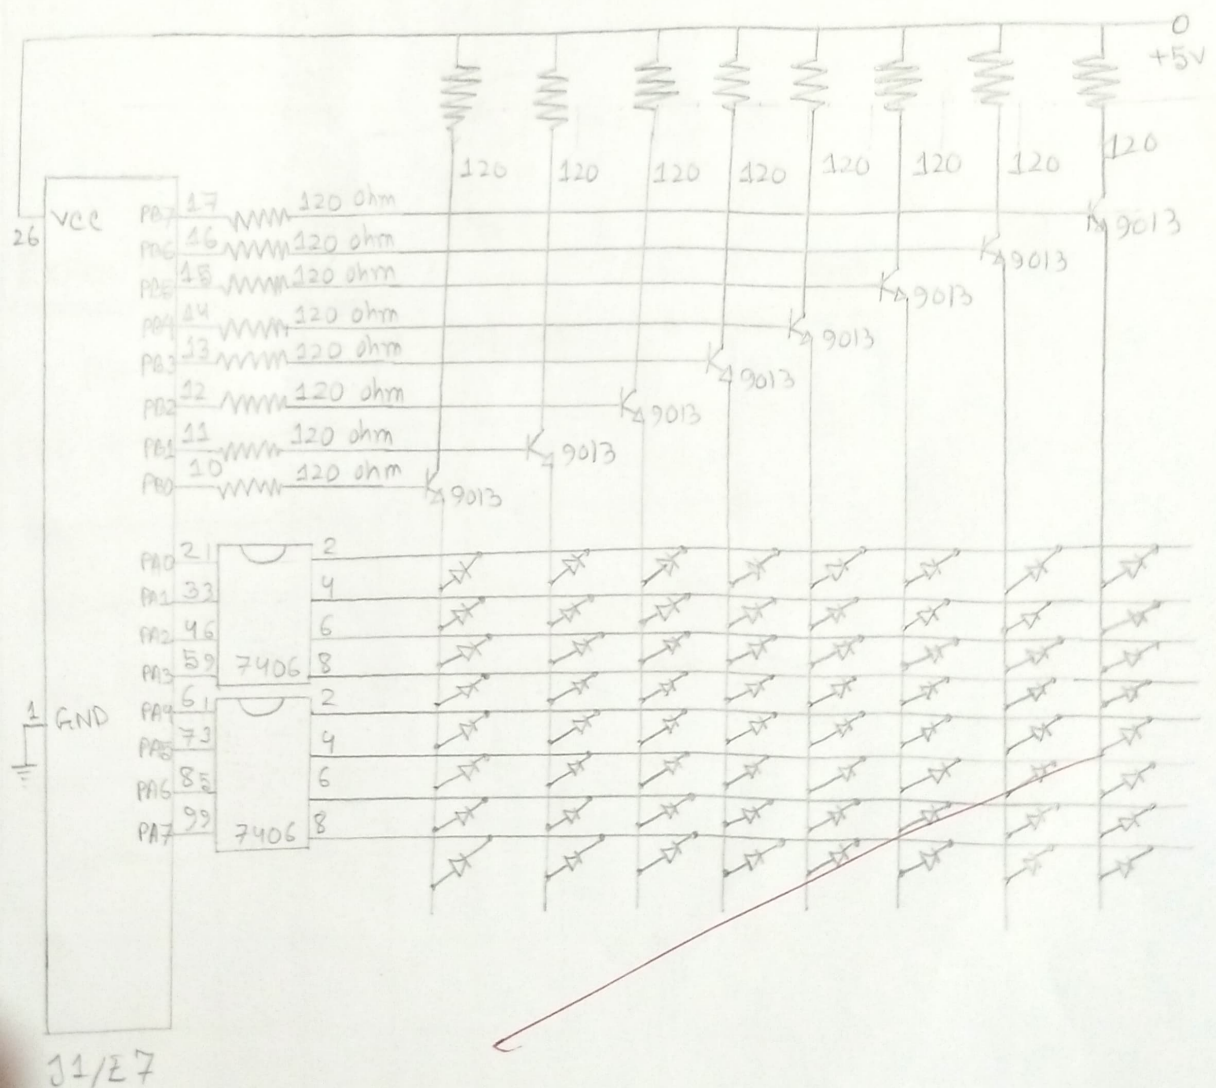 0
+5v
120 120 120 120 120 120 120 120
VCC
26
PB7 17 120 ohm 9013
PB6 16 120 ohm 9013
PB5 15 120 ohm 9013
PB4 14 120 ohm 9013
PB3 13 120 ohm 9013
PB2 12 120 ohm 9013
PB1 11 120 ohm 9013
PB0 10 120 ohm 9013
PA0 21 2
PA1 33 4
PA2 46 6
PA3 59 7406 8
1 GND
PA4 61 2
PA5 73 4
PA6 85 6
PA7 99 7406 8
J1/E7